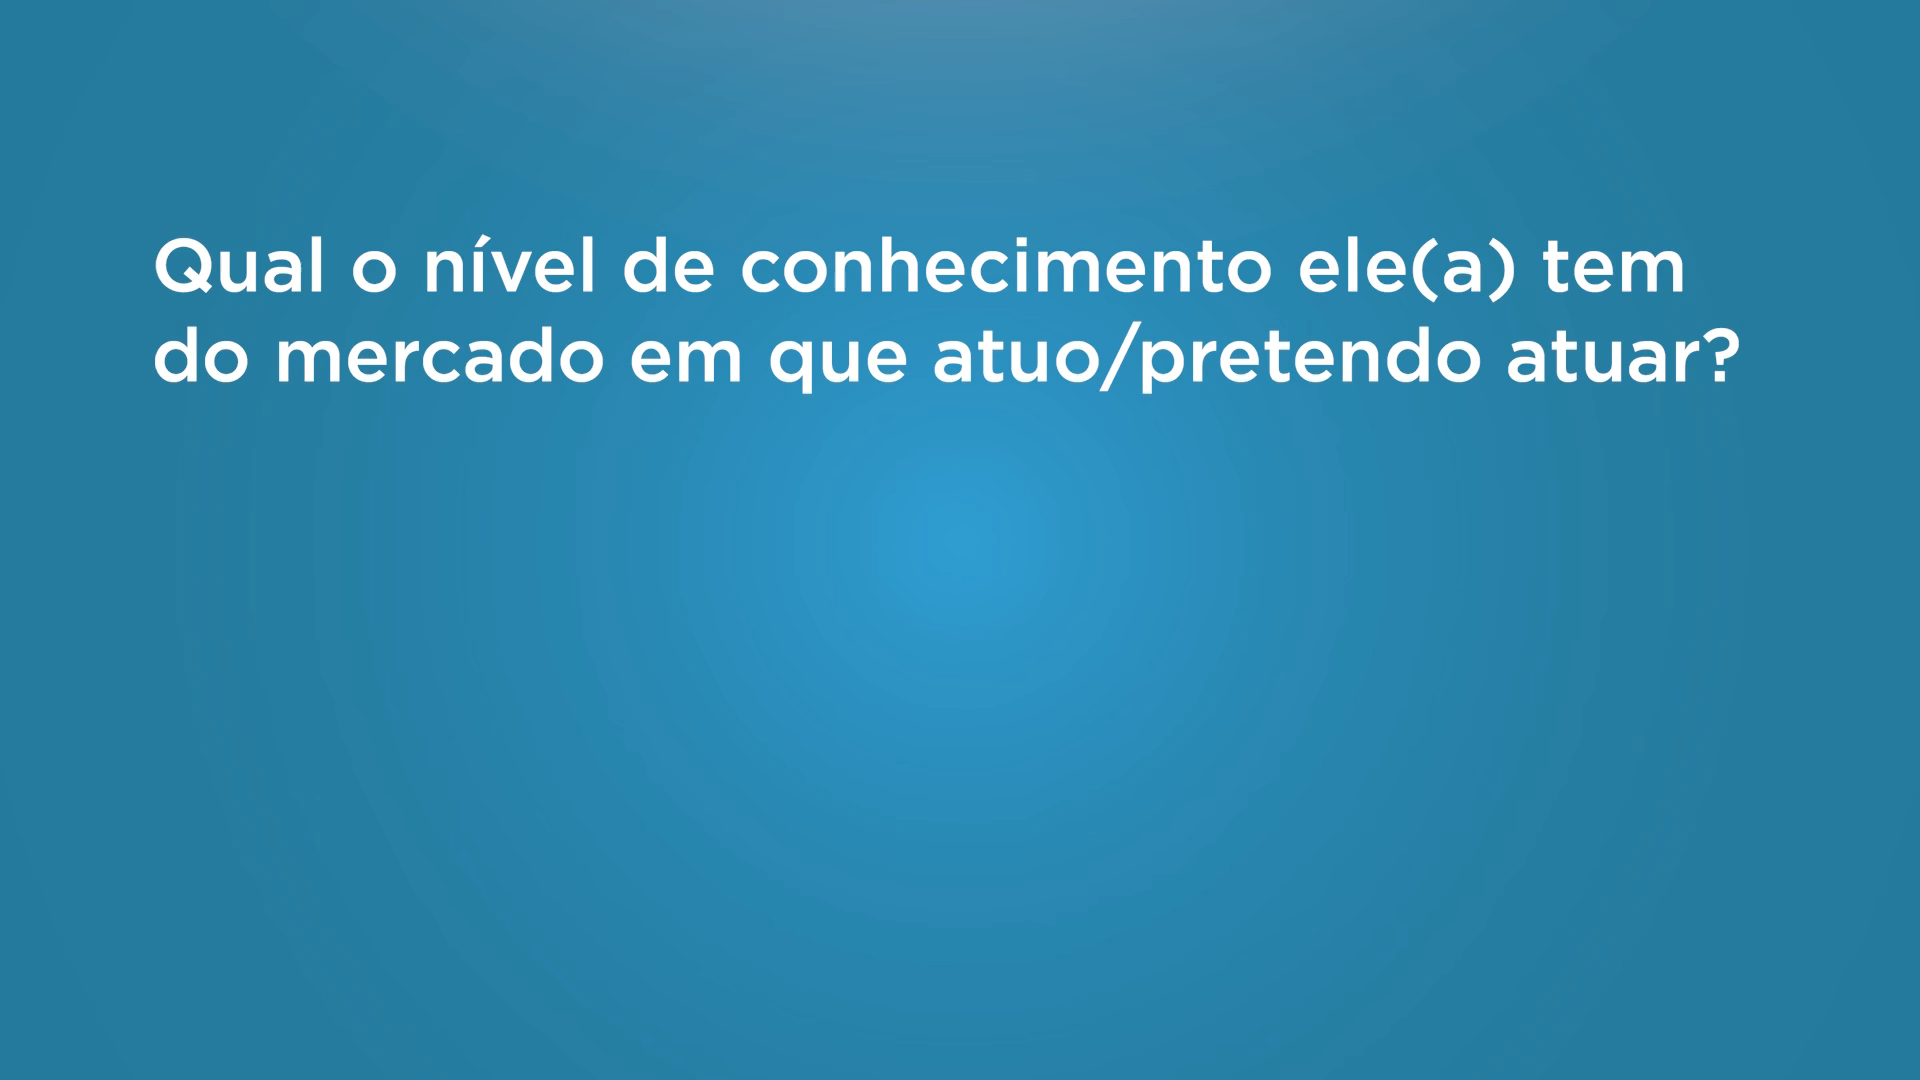 Qual o nível de conhecimento ele(a) tem
do mercado em que atuo/pretendo atuar?